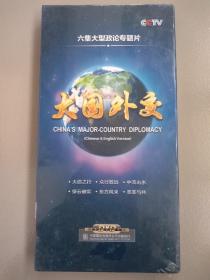 CCTV
六集大型政论专题片
大国外交
CHINA'S MAJOR-COUNTRY DIPLOMACY
(Chinese & English Version)
·大道之行 ·众行致远 ·中流击水
·穿云破雾 ·东方风来 ·美美与共
DVD